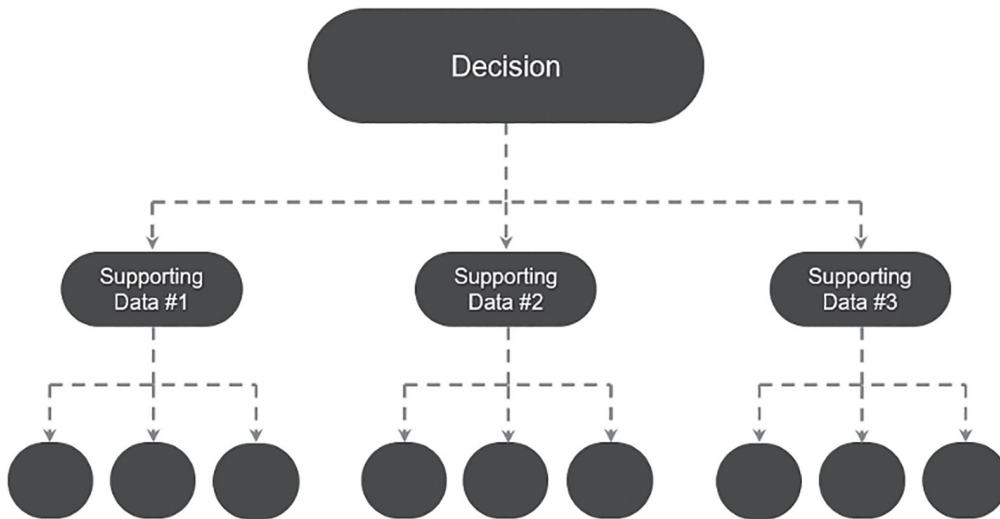 Decision
Supporting
Data #1
Supporting
Data #2
Supporting
Data #3